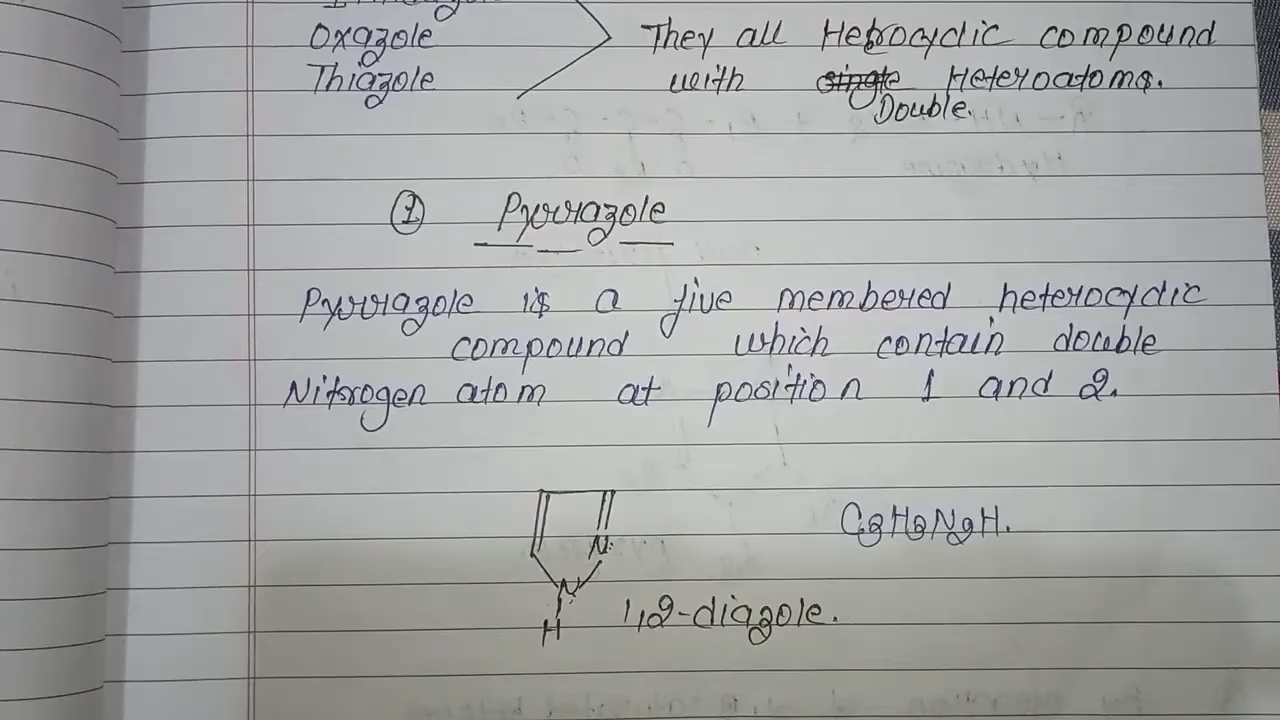 Oxazole
Thiazole
They all Hetrocyclic compound
with single Heteroatoms.
Double.
① Pyrrazole
Pyrrazole is a five membered heterocyclic
compound which contain double
Nitrogen atom at position 1 and 2.
N
N
H
C3H3N2H.
1,2-diazole.